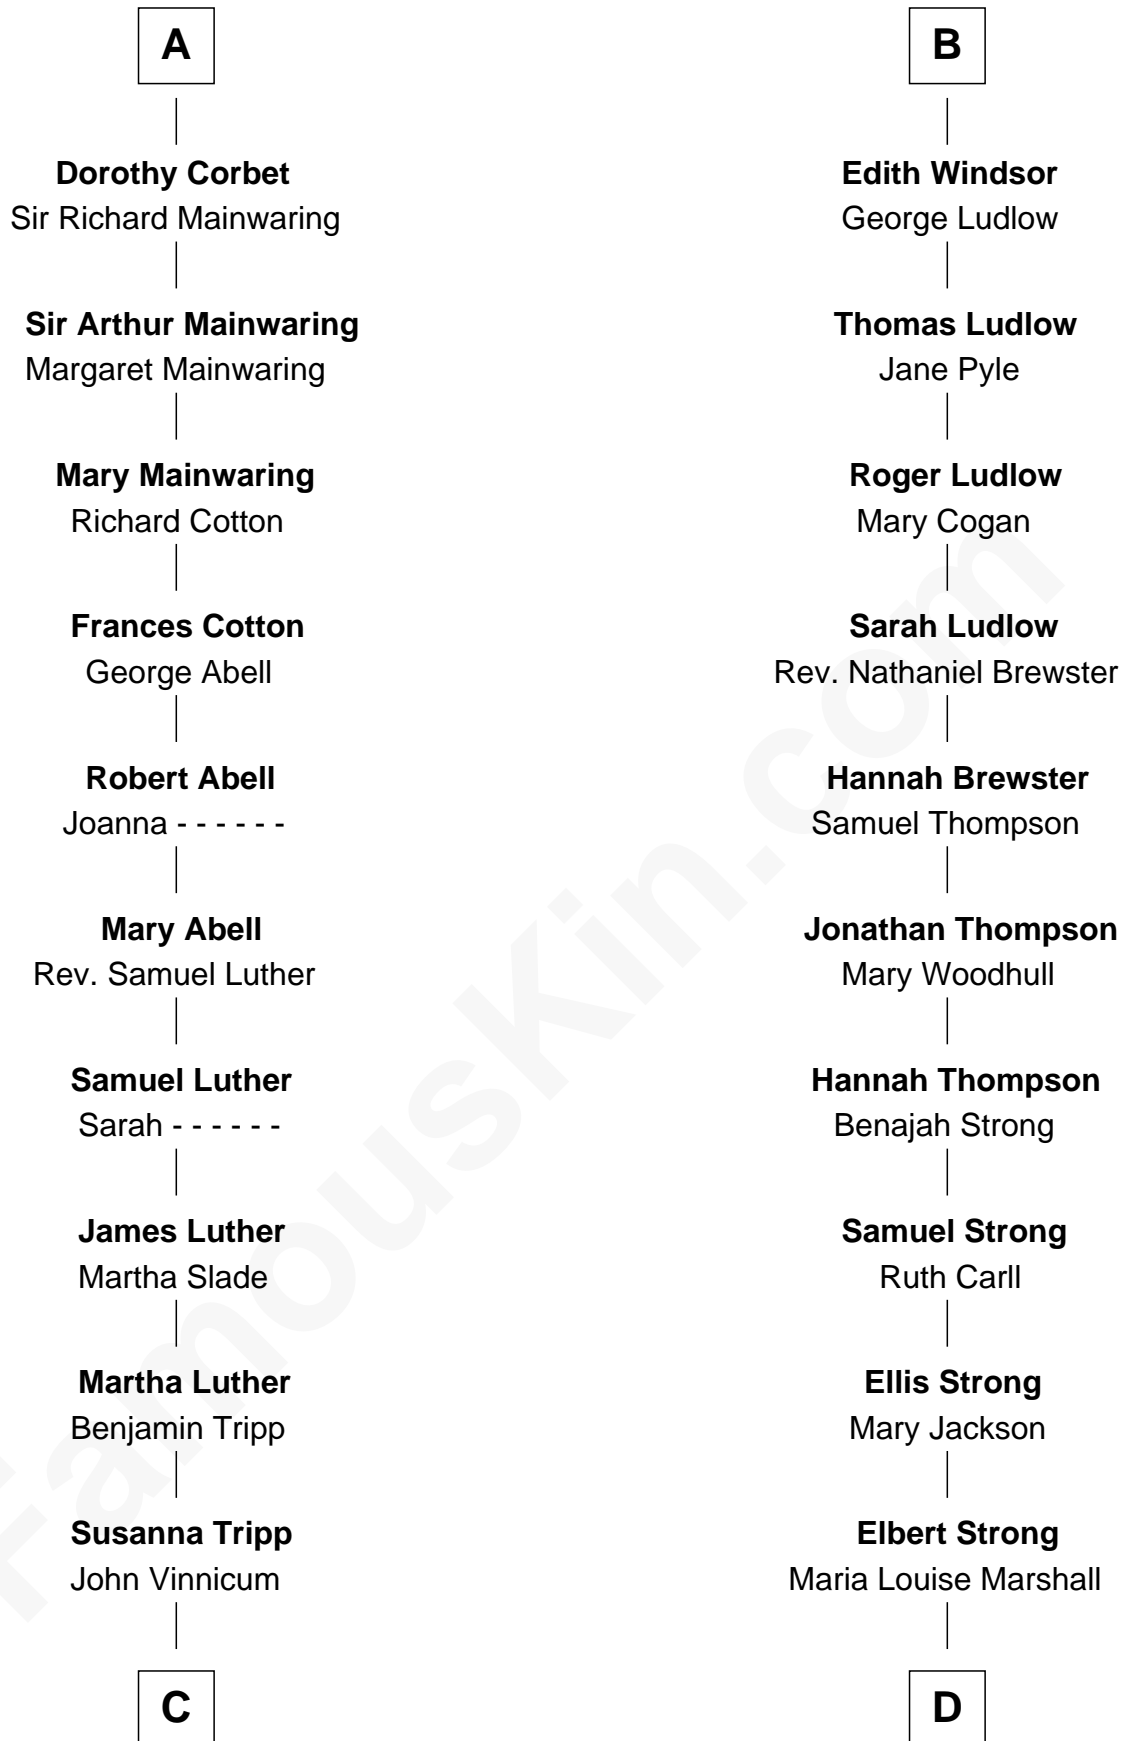 A
Dorothy Corbet
Sir Richard Mainwaring
Sir Arthur Mainwaring
Margaret Mainwaring
Mary Mainwaring
Richard Cotton
Frances Cotton
George Abell
Robert Abell
Joanna - - - - - -
Mary Abell
Rev. Samuel Luther
Samuel Luther
Sarah - - - - - -
James Luther
Martha Slade
Martha Luther
Benjamin Tripp
Susanna Tripp
John Vinnicum
C
B
Edith Windsor
George Ludlow
Thomas Ludlow
Jane Pyle
Roger Ludlow
Mary Cogan
Sarah Ludlow
Rev. Nathaniel Brewster
Hannah Brewster
Samuel Thompson
Jonathan Thompson
Mary Woodhull
Hannah Thompson
Benajah Strong
Samuel Strong
Ruth Carll
Ellis Strong
Mary Jackson
Elbert Strong
Maria Louise Marshall
D
FamousKin.com